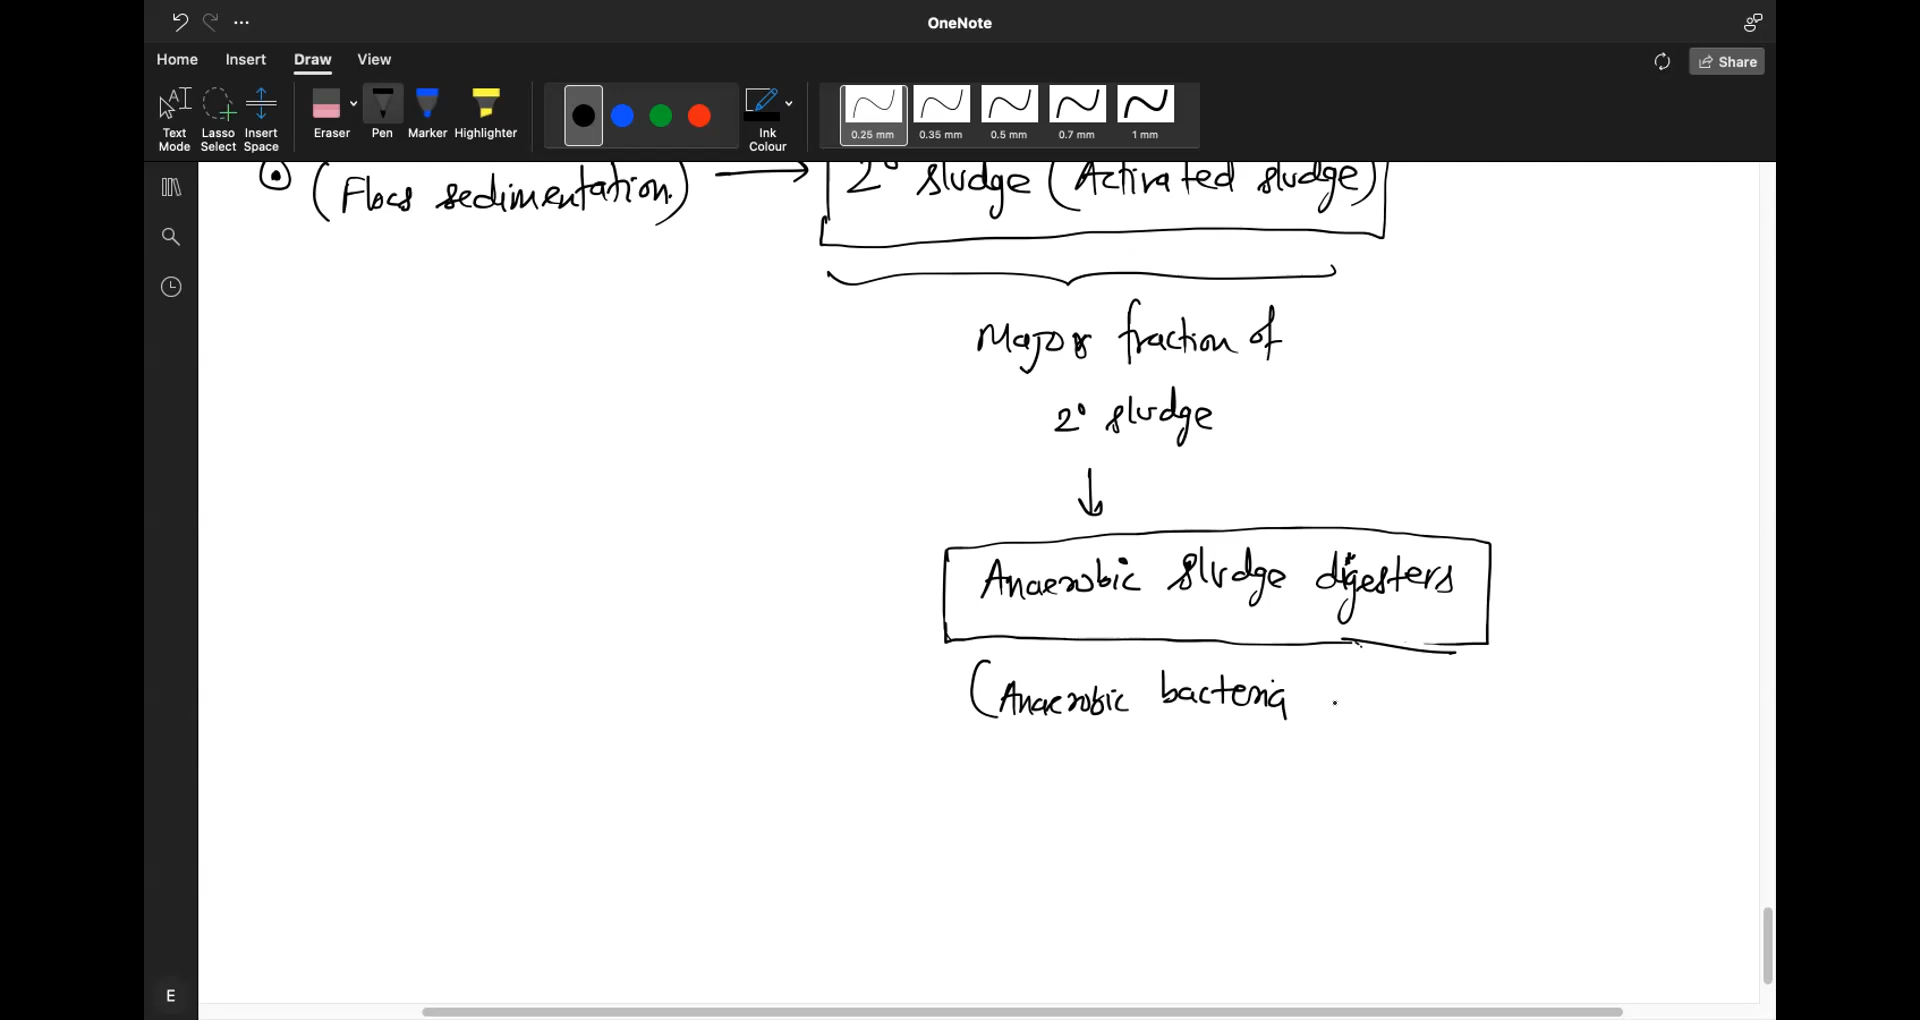 OneNote
Home Insert Draw View
Share
Text Mode
Lasso Select
Insert Space
Eraser
Pen
Marker
Highlighter
Ink Colour
0.25 mm
0.35 mm
0.5 mm
0.7 mm
1 mm
(Flocs sedimentation.) → 2° sludge (Activated sludge)
Major fraction of
2° sludge
↓
Anaerobic sludge digesters
(Anaerobic bacteria .
E